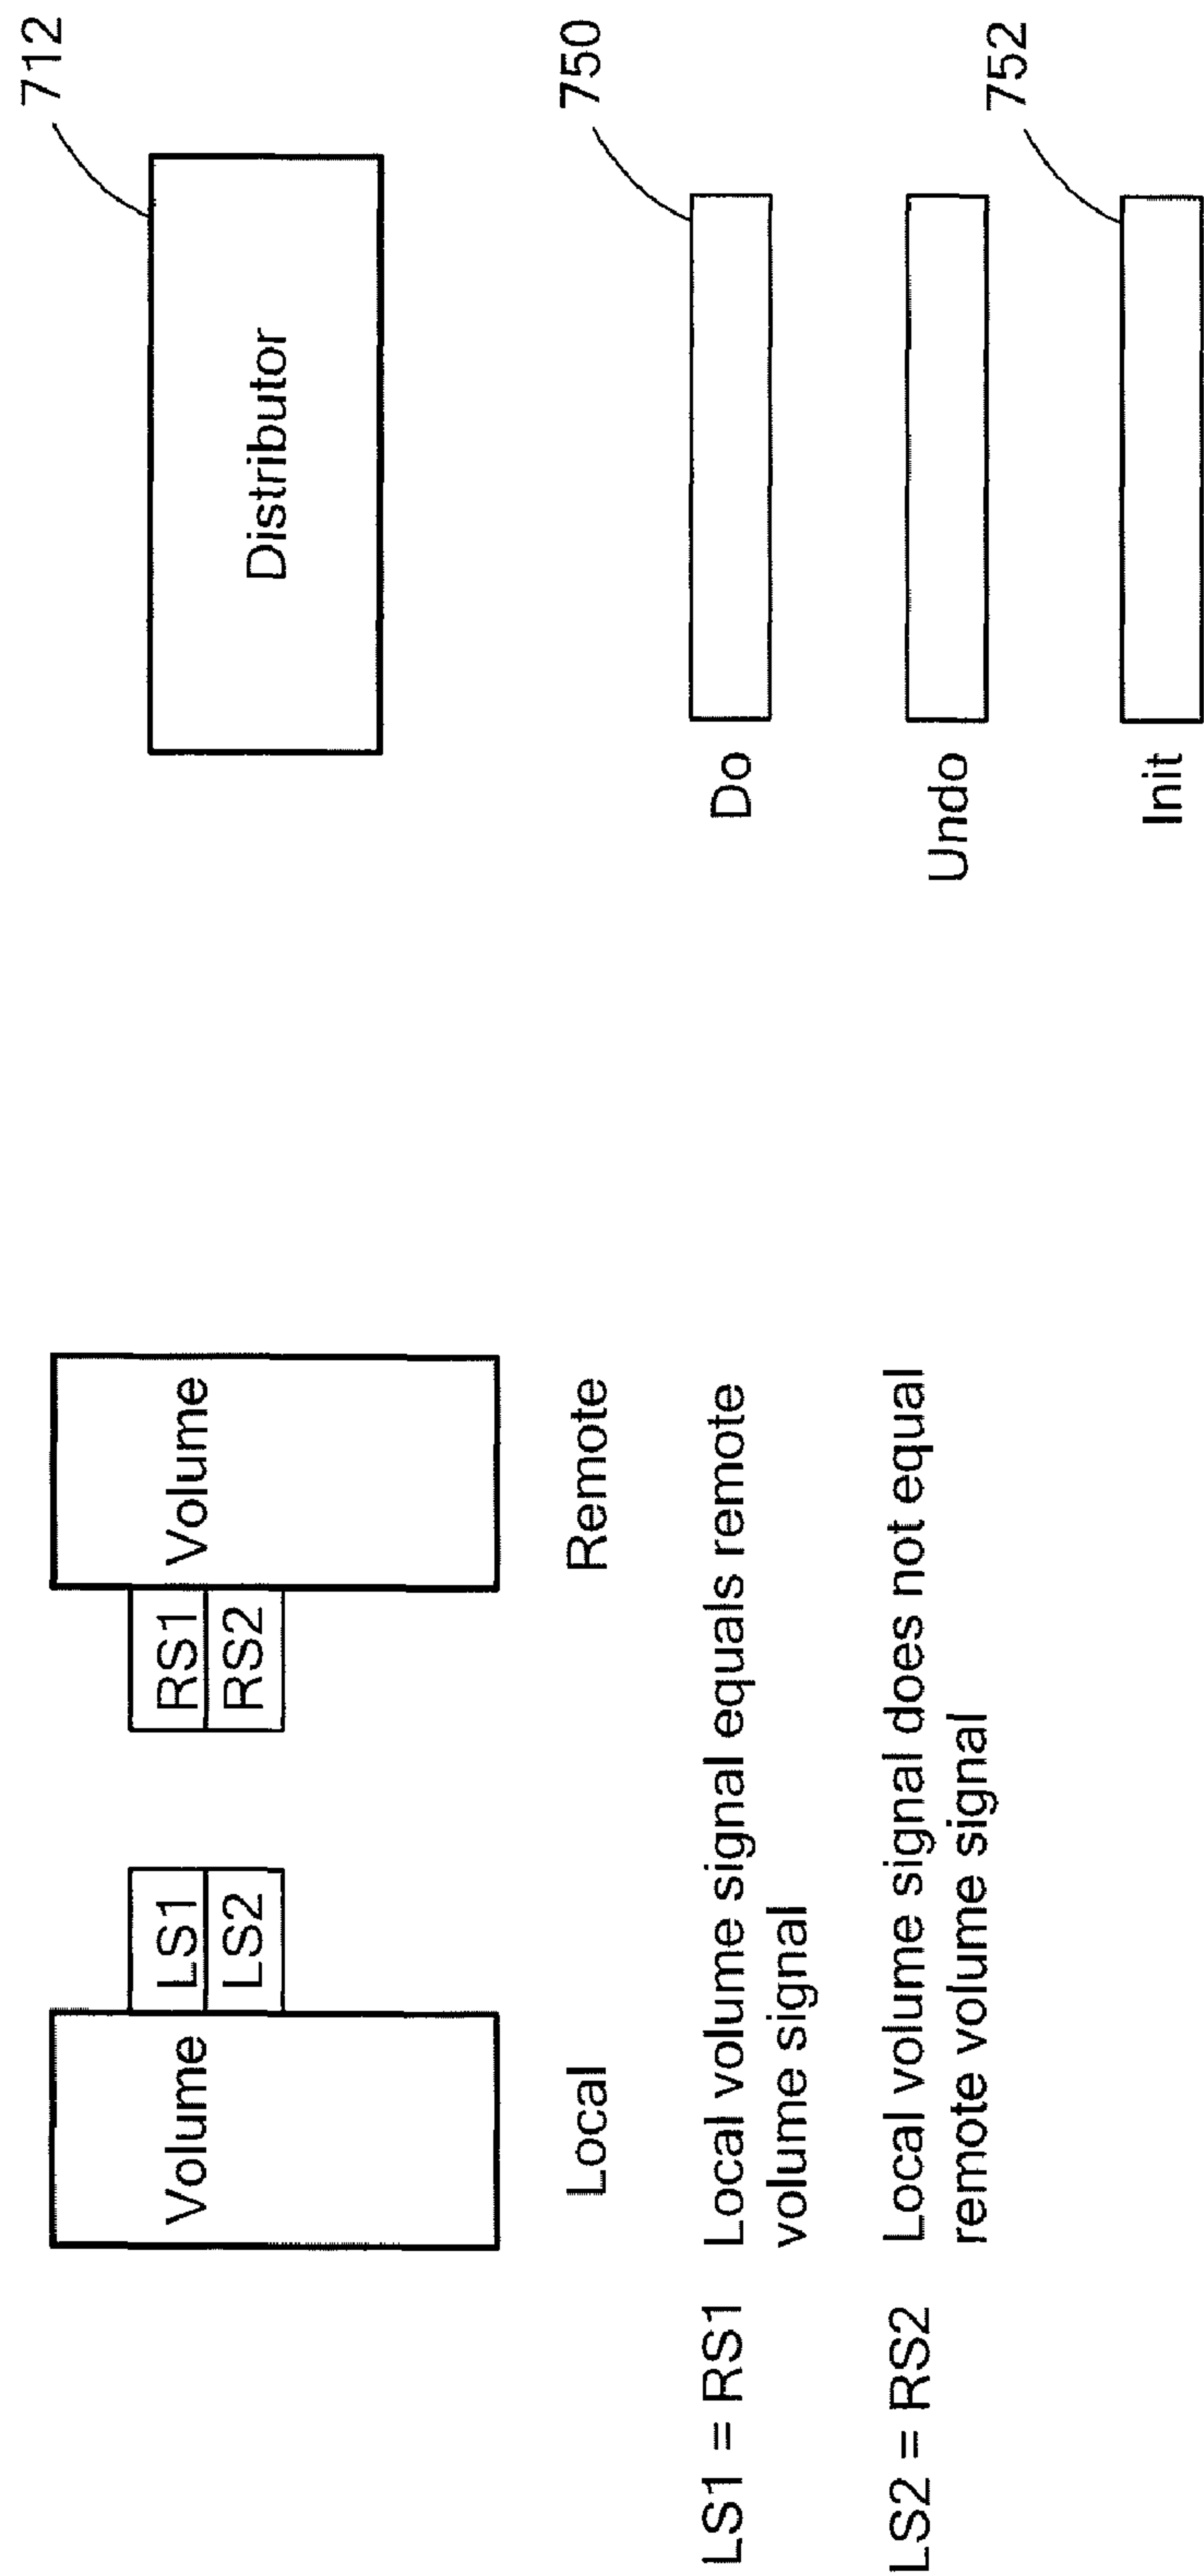 712
Volume
LS1
LS2
RS1
RS2
Volume
Distributor
Local
Remote
750
LS1 = RS1 Local volume signal equals remote
volume signal
Do
LS2 = RS2 Local volume signal does not equal
remote volume signal
Undo
752
Init